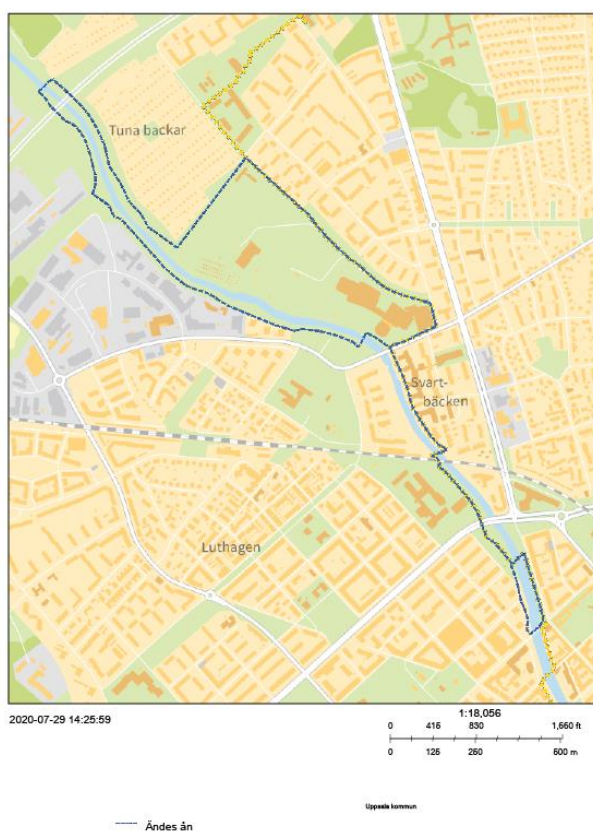 Tuna backar
Svart-
bäcken
Luthagen
2020-07-29 14:25:59
1:18,056
0 416 830 1,660 ft
0 125 250 500 m
Uppsala kommun
Ändes ån